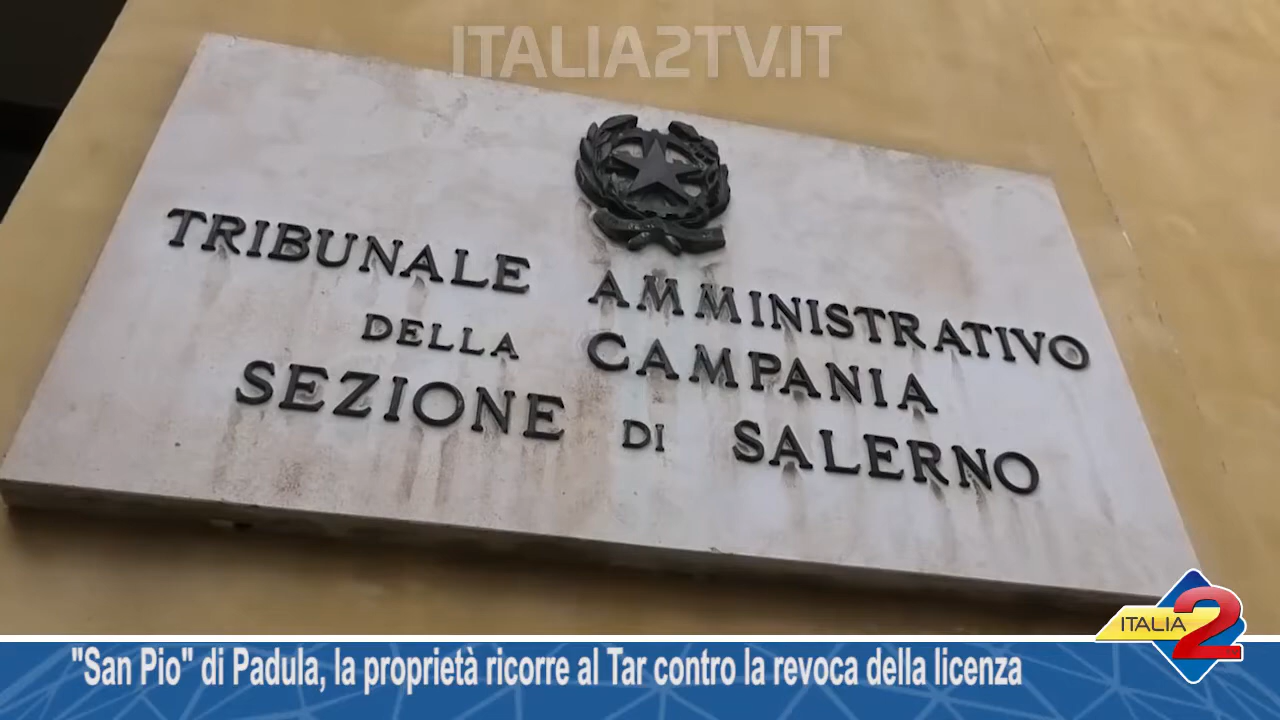 ITALIA2TV.IT
TRIBUNALE AMMINISTRATIVO
DELLA CAMPANIA
SEZIONE DI SALERNO
ITALIA 2
"San Pio" di Padula, la proprietà ricorre al Tar contro la revoca della licenza